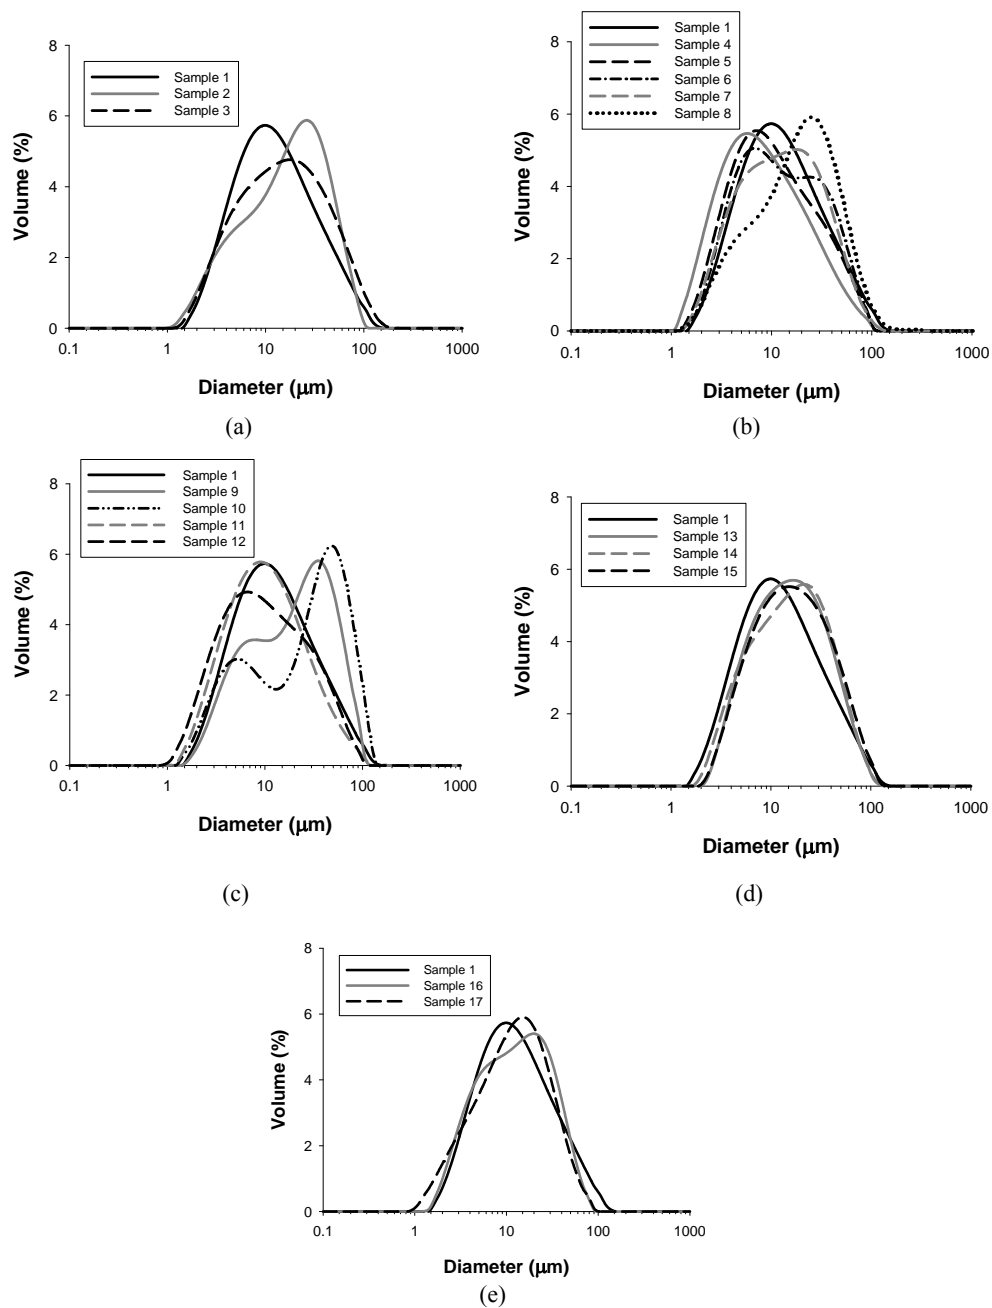 8
6
4
2
0
Volume (%)
Sample 1
Sample 2
Sample 3
0.1 1 10 100 1000
Diameter (μm)
(a)
8
6
4
2
0
Volume (%)
Sample 1
Sample 4
Sample 5
Sample 6
Sample 7
Sample 8
0.1 1 10 100 1000
Diameter (μm)
(b)
8
6
4
2
0
Volume (%)
Sample 1
Sample 9
Sample 10
Sample 11
Sample 12
0.1 1 10 100 1000
Diameter (μm)
(c)
8
6
4
2
0
Volume (%)
Sample 1
Sample 13
Sample 14
Sample 15
0.1 1 10 100 1000
Diameter (μm)
(d)
8
6
4
2
0
Volume (%)
Sample 1
Sample 16
Sample 17
0.1 1 10 100 1000
Diameter (μm)
(e)